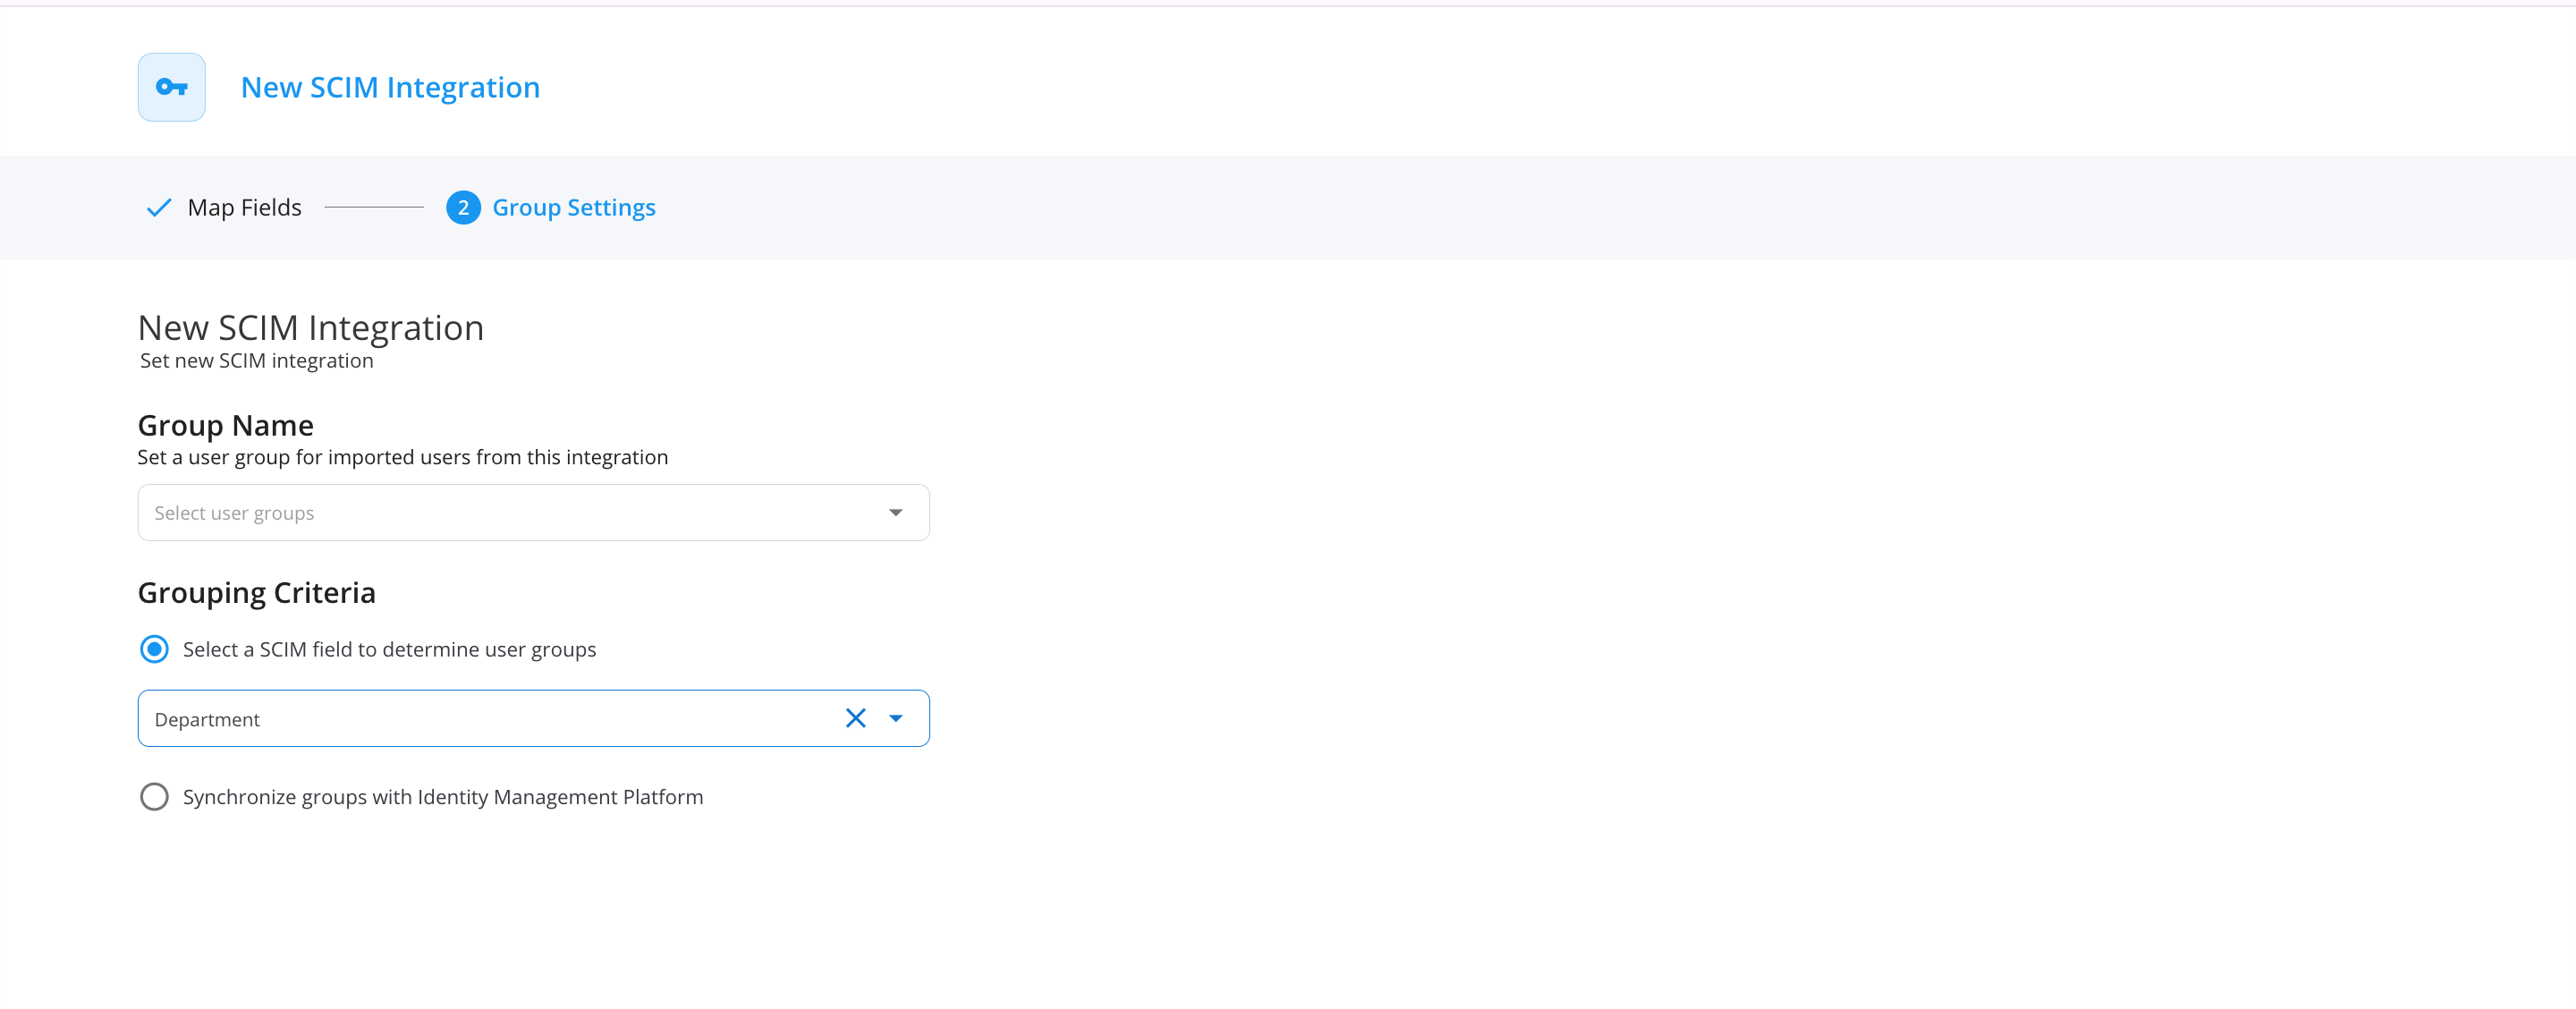 New SCIM Integration
Map Fields
2 Group Settings
New SCIM Integration
Set new SCIM integration
Group Name
Set a user group for imported users from this integration
Select user groups
Grouping Criteria
Select a SCIM field to determine user groups
Department
Synchronize groups with Identity Management Platform